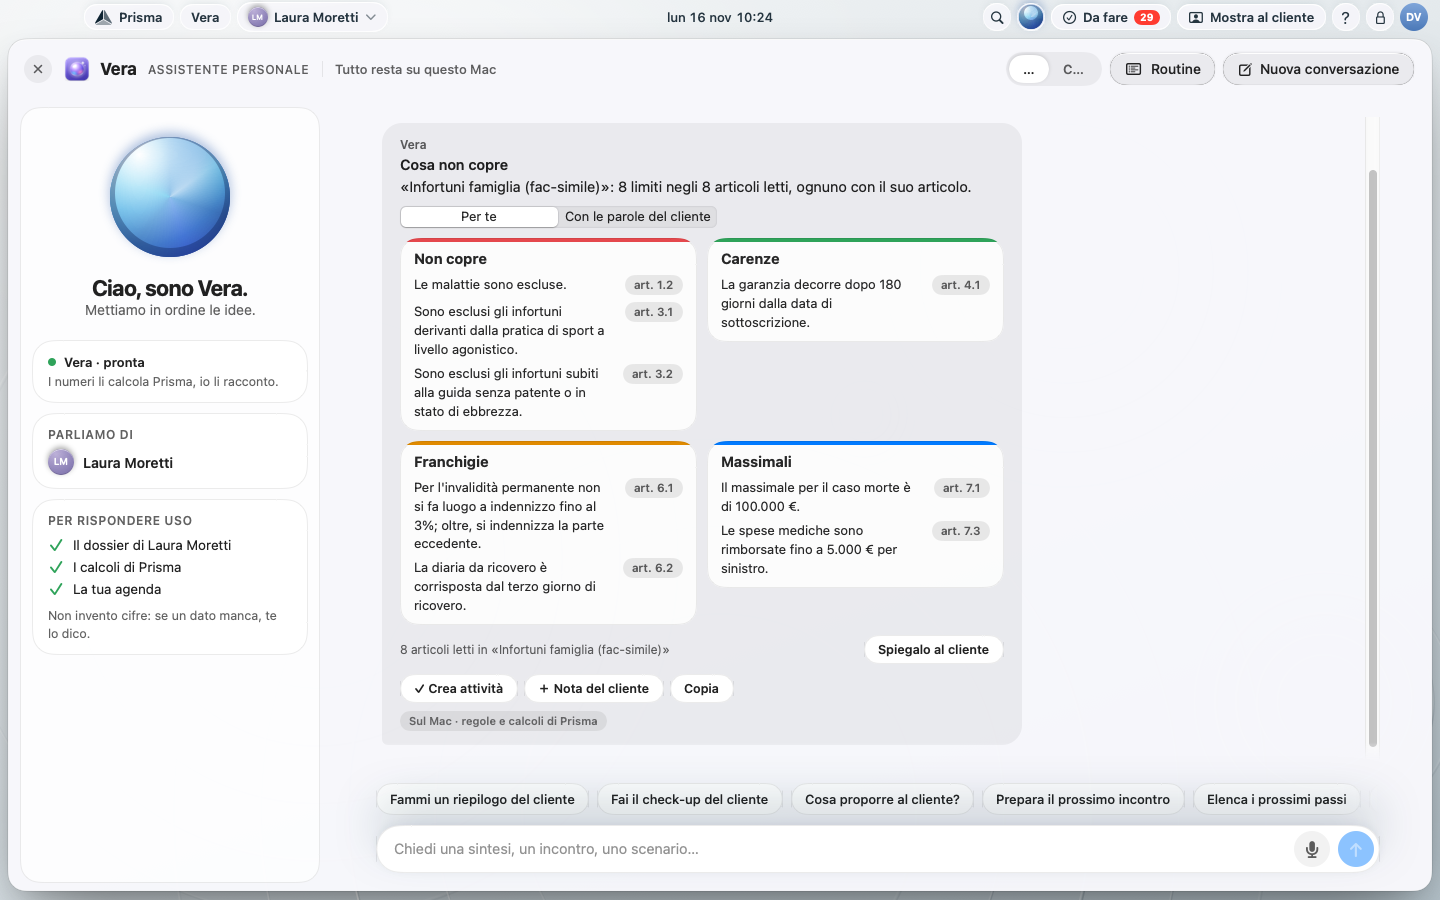 Prisma
Vera
LM Laura Moretti
lun 16 nov 10:24
Da fare 29
Mostra al cliente
?
DV
Vera ASSISTENTE PERSONALE
Tutto resta su questo Mac
...
C...
Routine
Nuova conversazione
Ciao, sono Vera.
Mettiamo in ordine le idee.
Vera · pronta
I numeri li calcola Prisma, io li racconto.
PARLIAMO DI
LM Laura Moretti
PER RISPONDERE USO
Il dossier di Laura Moretti
I calcoli di Prisma
La tua agenda
Non invento cifre: se un dato manca, te
lo dico.
Vera
Cosa non copre
«Infortuni famiglia (fac-simile)»: 8 limiti negli 8 articoli letti, ognuno con il suo articolo.
Per te
Con le parole del cliente
Non copre
Le malattie sono escluse. art. 1.2
Sono esclusi gli infortuni art. 3.1
derivanti dalla pratica di sport a
livello agonistico.
Sono esclusi gli infortuni subiti art. 3.2
alla guida senza patente o in
stato di ebbrezza.
Carenze
La garanzia decorre dopo 180 art. 4.1
giorni dalla data di
sottoscrizione.
Franchigie
Per l'invalidità permanente non art. 6.1
si fa luogo a indennizzo fino al
3%; oltre, si indennizza la parte
eccedente.
La diaria da ricovero è art. 6.2
corrisposta dal terzo giorno di
ricovero.
Massimali
Il massimale per il caso morte è art. 7.1
di 100.000 €.
Le spese mediche sono art. 7.3
rimborsate fino a 5.000 € per
sinistro.
8 articoli letti in «Infortuni famiglia (fac-simile)»
Spiegalo al cliente
✓ Crea attività
+ Nota del cliente
Copia
Sul Mac · regole e calcoli di Prisma
Fammi un riepilogo del cliente
Fai il check-up del cliente
Cosa proporre al cliente?
Prepara il prossimo incontro
Elenca i prossimi passi
Chiedi una sintesi, un incontro, uno scenario...